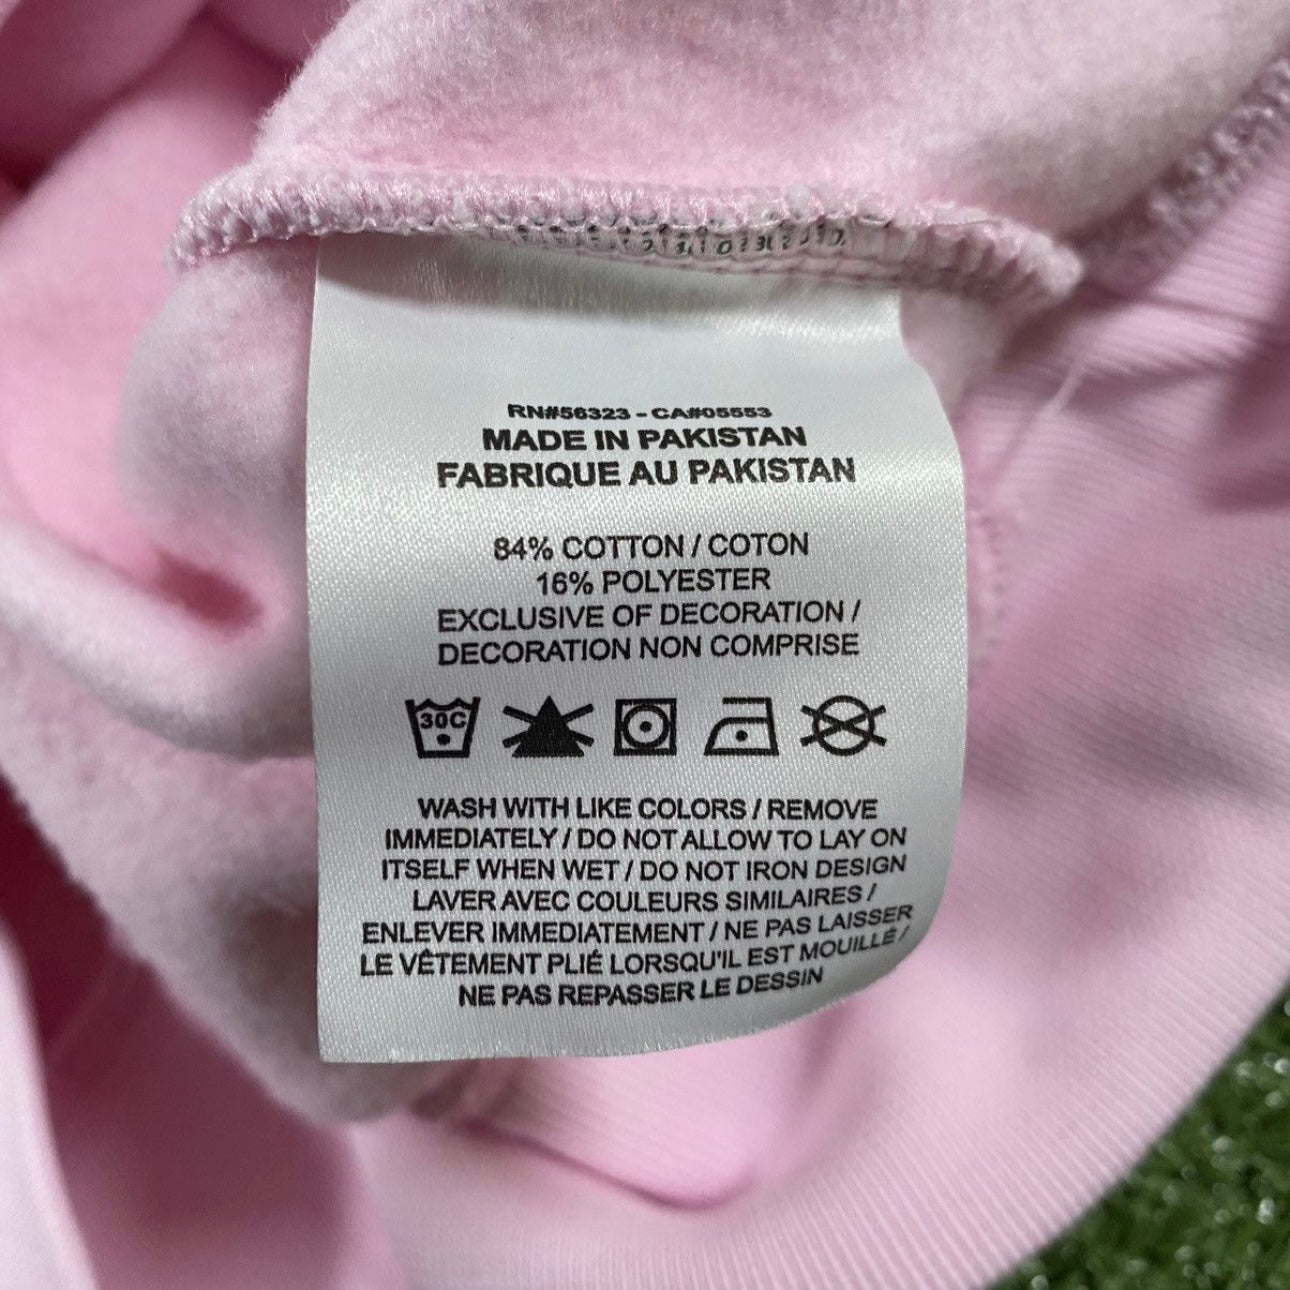 RN#56323 - CA#05553
MADE IN PAKISTAN
FABRIQUE AU PAKISTAN
84% COTTON / COTON
16% POLYESTER
EXCLUSIVE OF DECORATION /
DECORATION NON COMPRISE
30C
WASH WITH LIKE COLORS / REMOVE
IMMEDIATELY / DO NOT ALLOW TO LAY ON
ITSELF WHEN WET / DO NOT IRON DESIGN
LAVER AVEC COULEURS SIMILAIRES /
ENLEVER IMMEDIATEMENT / NE PAS LAISSER
LE VÊTEMENT PLIÉ LORSQU'IL EST MOUILLÉ /
NE PAS REPASSER LE DESSIN